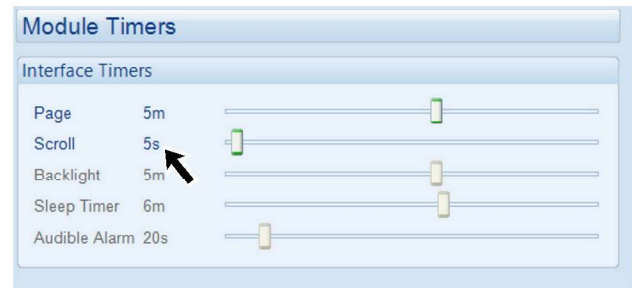 Module Timers
Interface Timers
Page 5m
Scroll 5s
Backlight 5m
Sleep Timer 6m
Audible Alarm 20s